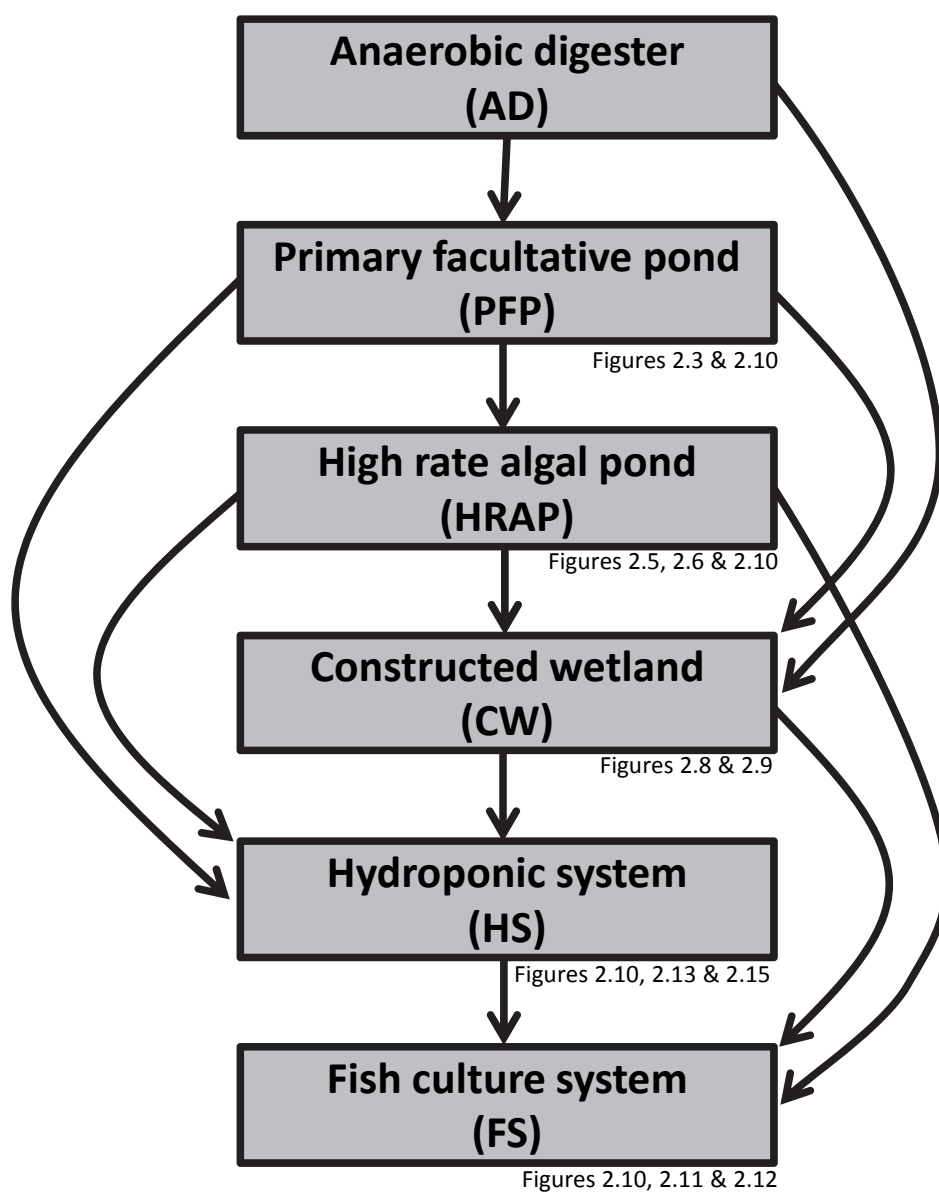 Anaerobic digester
(AD)
Primary facultative pond
(PFP)
Figures 2.3 & 2.10
High rate algal pond
(HRAP)
Figures 2.5, 2.6 & 2.10
Constructed wetland
(CW)
Figures 2.8 & 2.9
Hydroponic system
(HS)
Figures 2.10, 2.13 & 2.15
Fish culture system
(FS)
Figures 2.10, 2.11 & 2.12